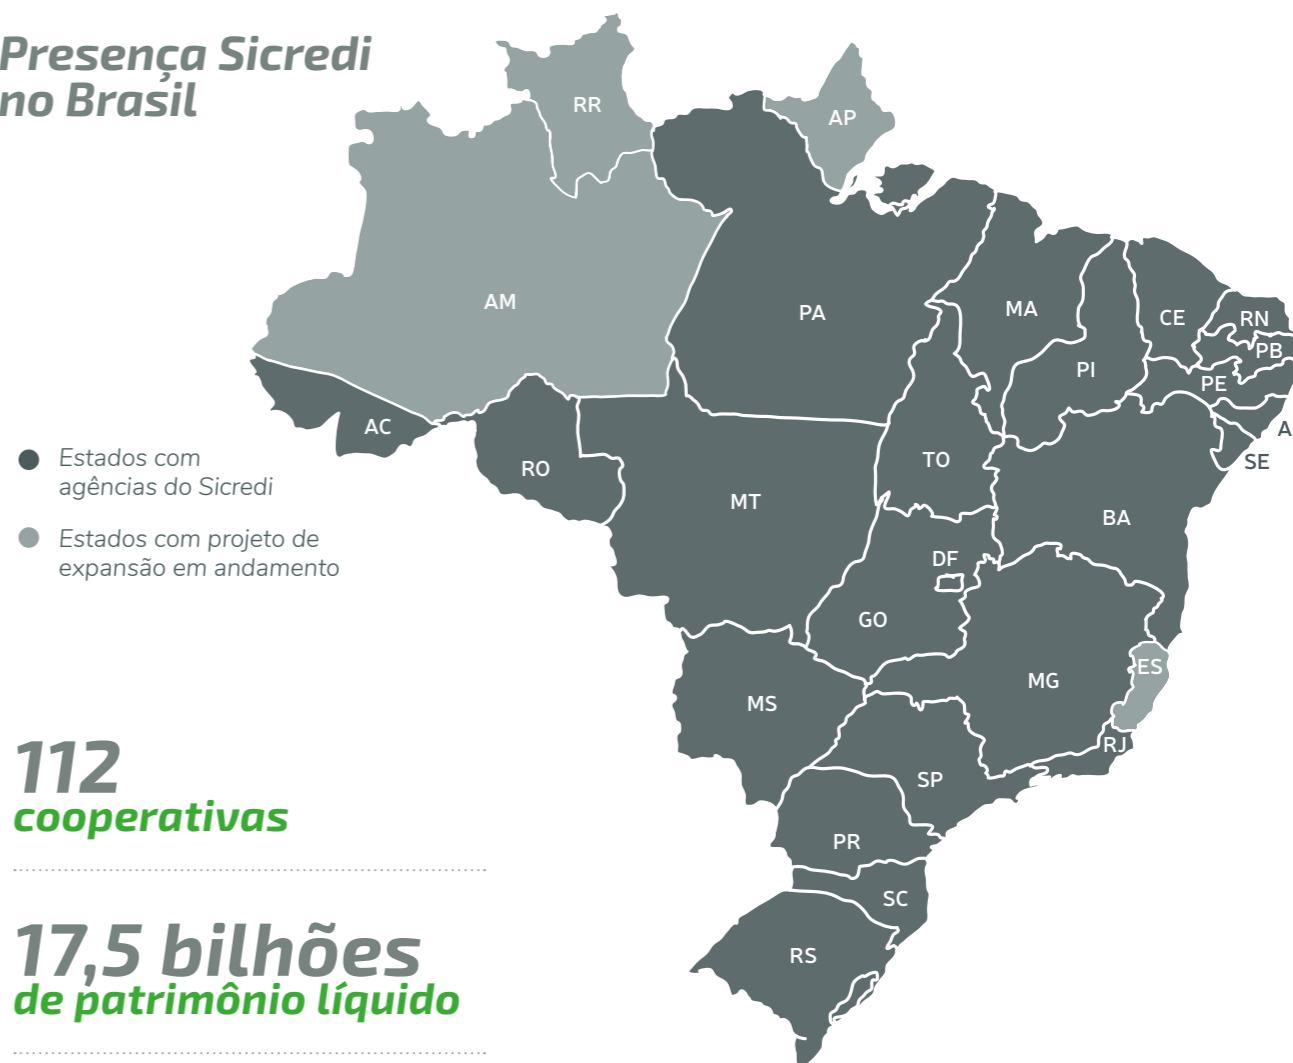 Presença Sicredi
no Brasil
RR
AP
AM
PA
MA
CE
RN
PB
PI
PE
AC
A
RO
TO
SE
MT
BA
DF
GO
ES
MG
MS
RJ
SP
PR
SC
RS
Estados com
agências do Sicredi
Estados com projeto de
expansão em andamento
112
cooperativas
17,5 bilhões
de patrimônio líquido